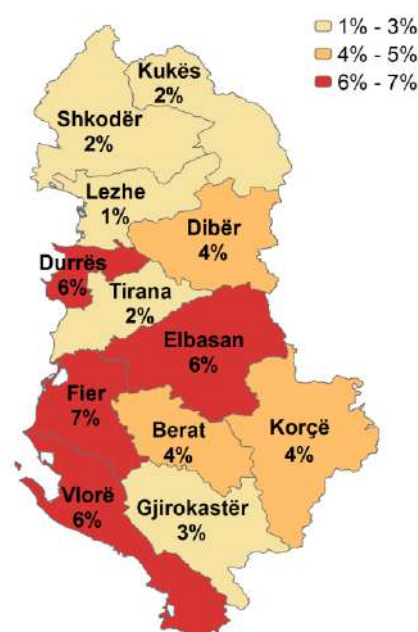 1% - 3%
4% - 5%
6% - 7%
Kukës
2%
Shkodër
2%
Lezhe
1%
Dibër
4%
Durrës
6%
Tirana
2%
Elbasan
6%
Fier
7%
Berat
4%
Korçë
4%
Vlorë
6%
Gjirokastër
3%